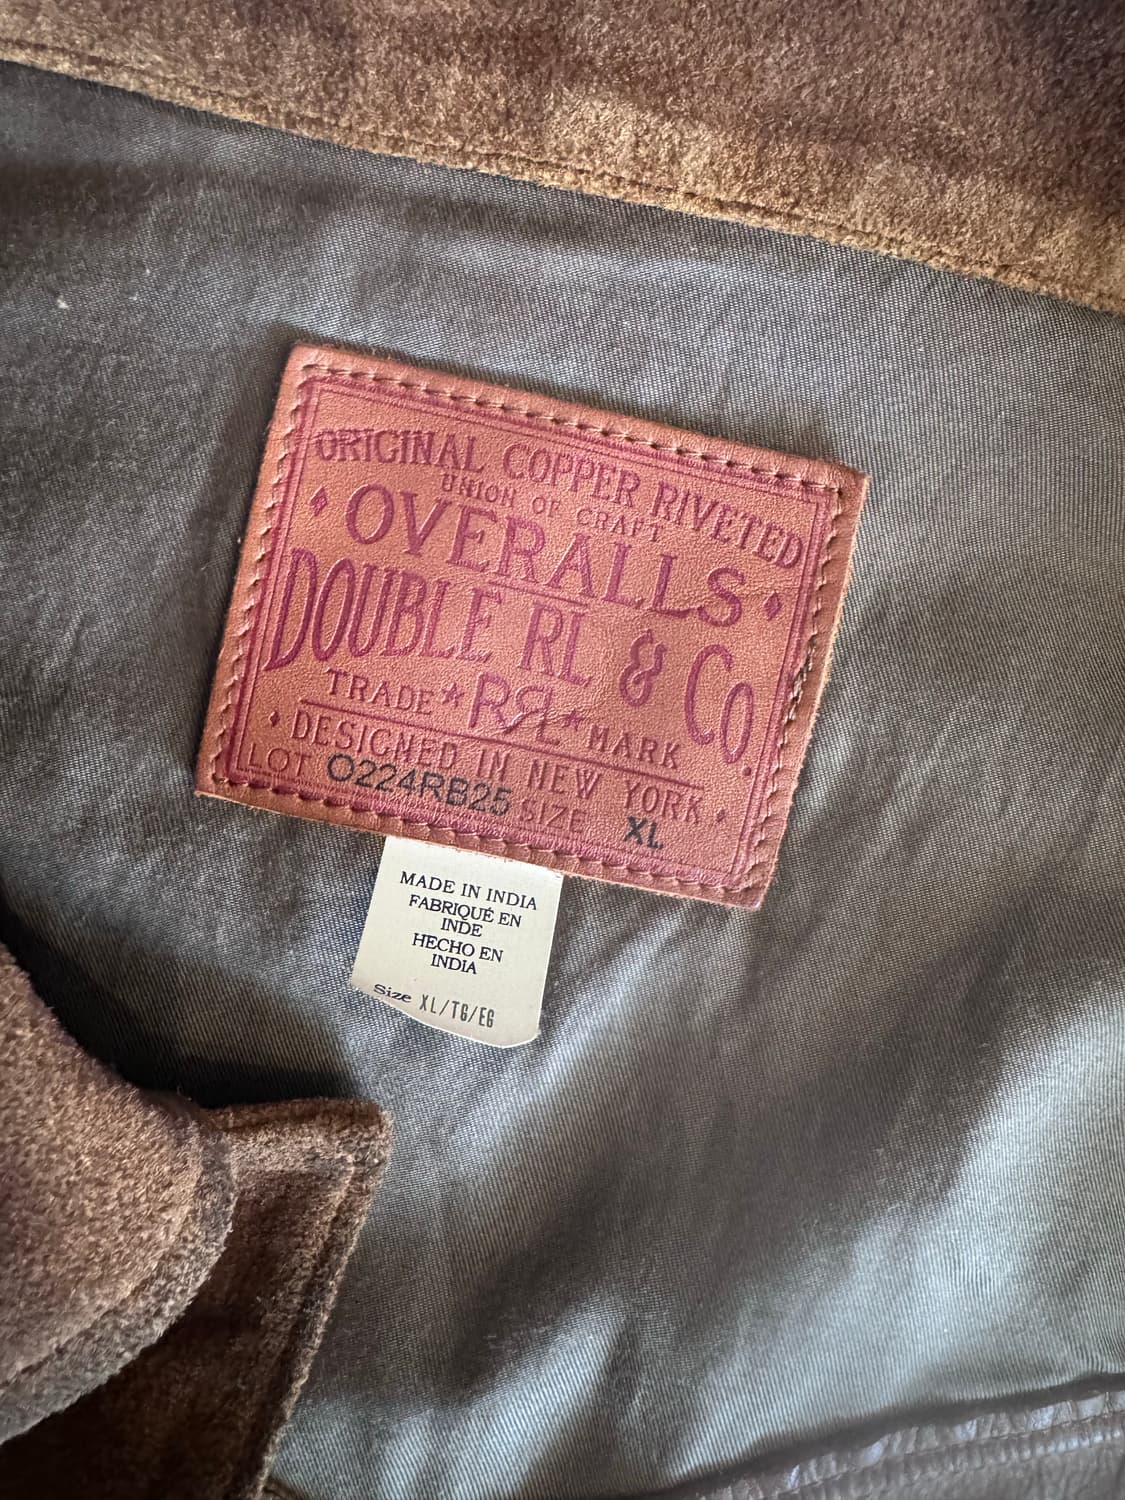 ORIGINAL COPPER RIVETED
UNION OF CRAFT
OVERALLS
DOUBLE RL & Co.
TRADE ★ RRL ★ MARK
DESIGNED IN NEW YORK
LOT O224RB25 SIZE XL
MADE IN INDIA
FABRIQUÉ EN
INDE
HECHO EN
INDIA
Size XL/TG/EG